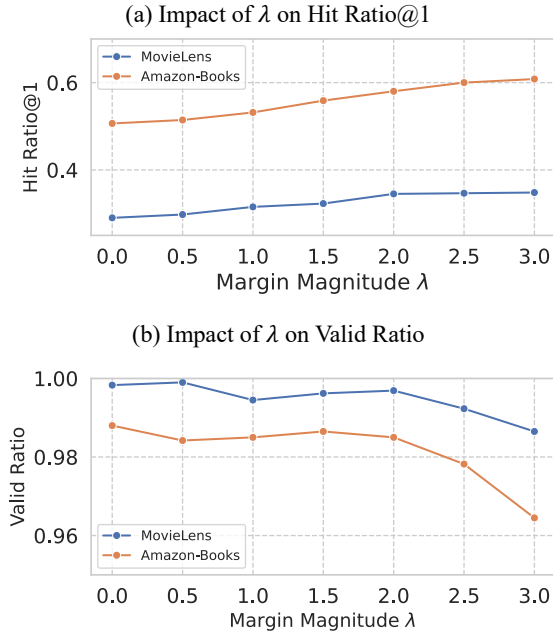 (a) Impact of λ on Hit Ratio@1
MovieLens
Amazon-Books
0.6
0.4
Hit Ratio@1
0.0 0.5 1.0 1.5 2.0 2.5 3.0
Margin Magnitude λ
(b) Impact of λ on Valid Ratio
1.00
0.98
0.96
Valid Ratio
MovieLens
Amazon-Books
0.0 0.5 1.0 1.5 2.0 2.5 3.0
Margin Magnitude λ